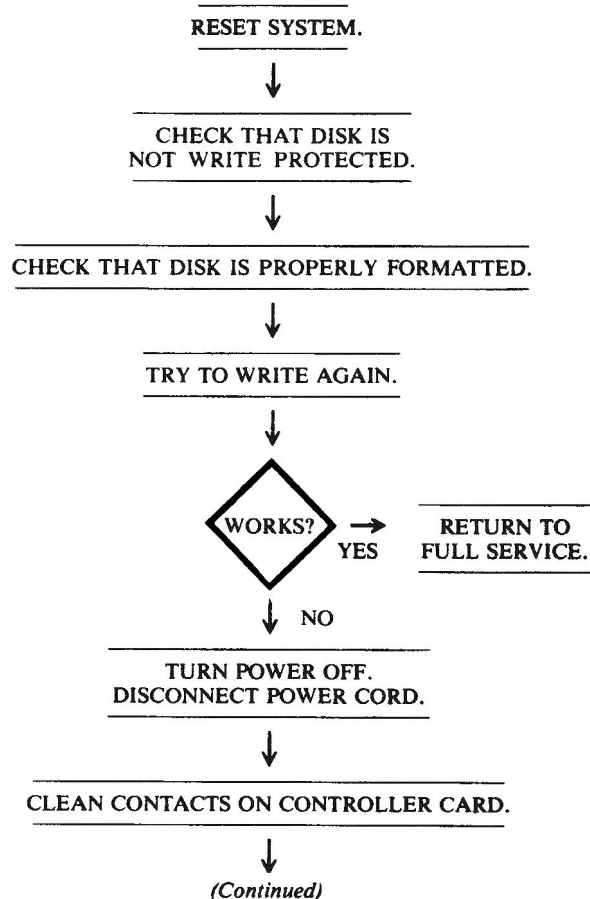 RESET SYSTEM.
CHECK THAT DISK IS
NOT WRITE PROTECTED.
CHECK THAT DISK IS PROPERLY FORMATTED.
TRY TO WRITE AGAIN.
WORKS?
YES
RETURN TO
FULL SERVICE.
NO
TURN POWER OFF.
DISCONNECT POWER CORD.
CLEAN CONTACTS ON CONTROLLER CARD.
(Continued)